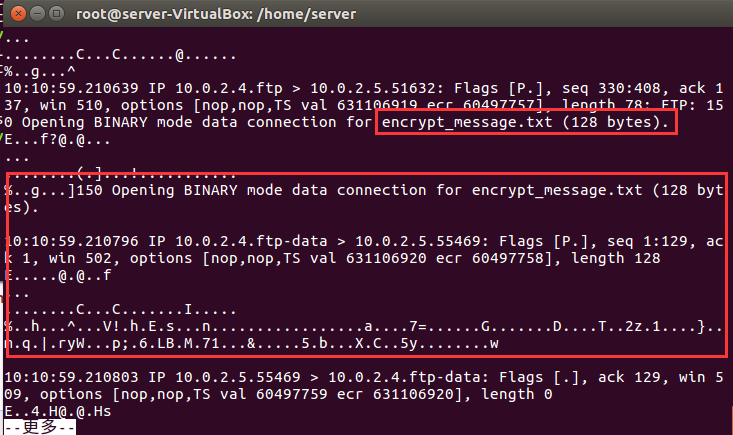 root@server-VirtualBox: /home/server
/...
.........C...C......@......
%..g...^
10:10:59.210639 IP 10.0.2.4.ftp > 10.0.2.5.51632: Flags [P.], seq 330:408, ack 1
37, win 510, options [nop,nop,TS val 631106919 ecr 60497757], length 78: FTP: 15
0 Opening BINARY mode data connection for encrypt_message.txt (128 bytes).
E...f?@.@...
...
........(.]...!...........
%..g...]150 Opening BINARY mode data connection for encrypt_message.txt (128 byt
es).
10:10:59.210796 IP 10.0.2.4.ftp-data > 10.0.2.5.55469: Flags [P.], seq 1:129, ac
k 1, win 502, options [nop,nop,TS val 631106920 ecr 60497758], length 128
E.....@.@..f
...
........C...C.......I.....
%..h...^...V!.h.E.s...n.................a....7=......G.......D....T..2z.1....}..
n.q.|.ryW...p;.6.LB.M.71...&.....5.b...X.C..5y........w
10:10:59.210803 IP 10.0.2.5.55469 > 10.0.2.4.ftp-data: Flags [.], ack 129, win 5
09, options [nop,nop,TS val 60497759 ecr 631106920], length 0
E..4.H@.@.Hs
--更多--